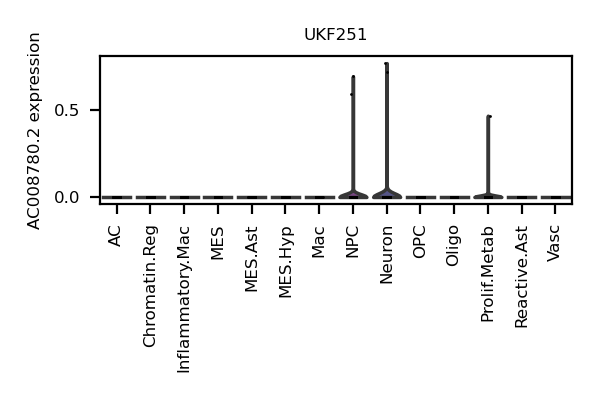 UKF251
AC008780.2 expression
0.5
0.0
AC
Chromatin.Reg
Inflammatory.Mac
MES
MES.Ast
MES.Hyp
Mac
NPC
Neuron
OPC
Oligo
Prolif.Metab
Reactive.Ast
Vasc